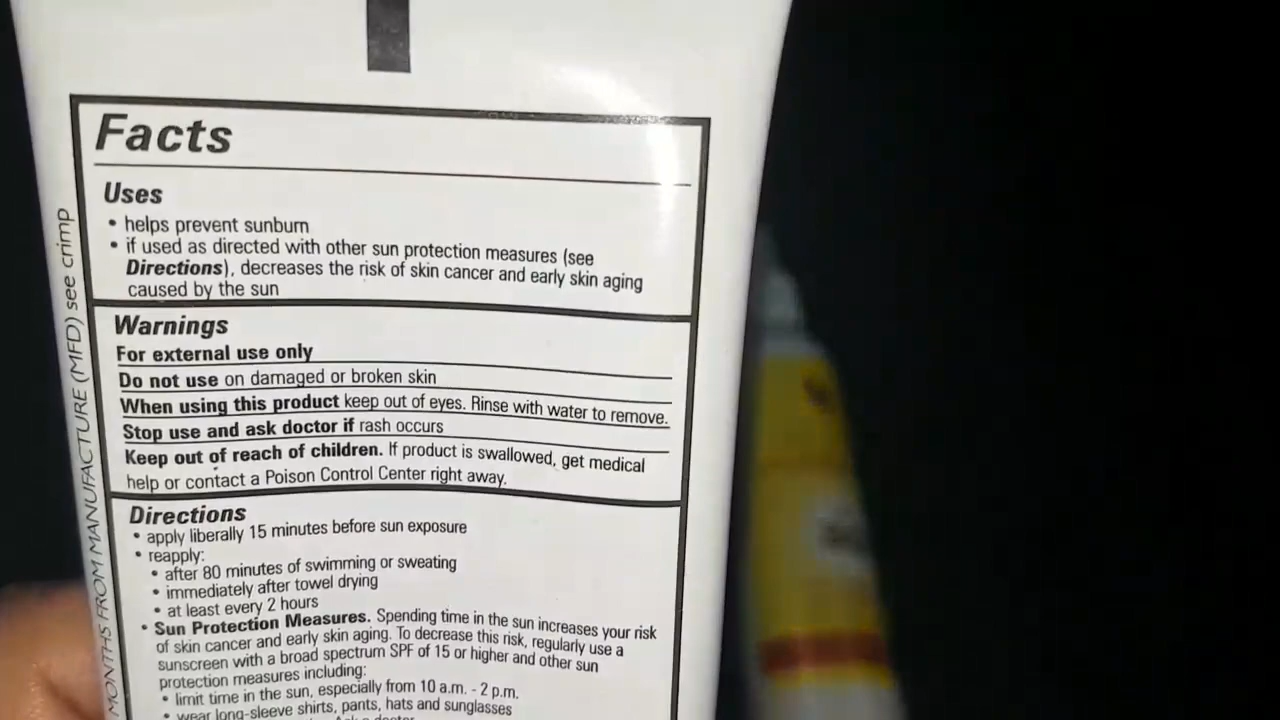 Facts
Uses
• helps prevent sunburn
• if used as directed with other sun protection measures (see
Directions), decreases the risk of skin cancer and early skin aging
caused by the sun
Warnings
For external use only
Do not use on damaged or broken skin
When using this product keep out of eyes. Rinse with water to remove.
Stop use and ask doctor if rash occurs
Keep out of reach of children. If product is swallowed, get medical
help or contact a Poison Control Center right away.
Directions
• apply liberally 15 minutes before sun exposure
• reapply:
• after 80 minutes of swimming or sweating
• immediately after towel drying
• at least every 2 hours
• Sun Protection Measures. Spending time in the sun increases your risk
of skin cancer and early skin aging. To decrease this risk, regularly use a
sunscreen with a broad spectrum SPF of 15 or higher and other sun
protection measures including:
• limit time in the sun, especially from 10 a.m. - 2 p.m.
• wear long-sleeve shirts, pants, hats and sunglasses
MONTHS FROM MANUFACTURE (MFD) see crimp